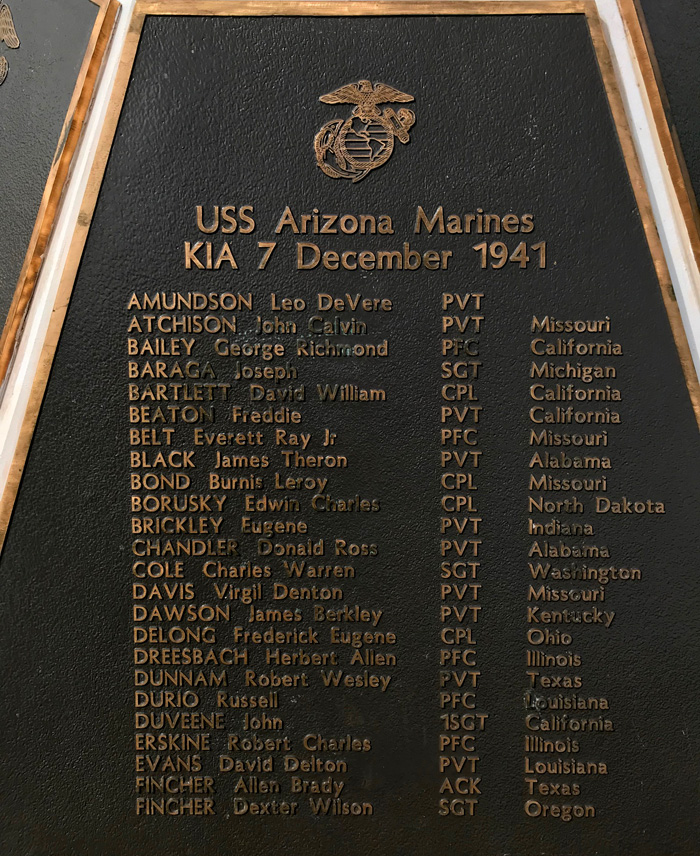 USS Arizona Marines
KIA 7 December 1941
AMUNDSON Leo DeVere PVT
ATCHISON John Calvin PVT Missouri
BAILEY George Richmond PFC California
BARAGA Joseph SGT Michigan
BARTLETT David William CPL California
BEATON Freddie PVT California
BELT Everett Ray Jr PFC Missouri
BLACK James Theron PVT Alabama
BOND Burnis Leroy CPL Missouri
BORUSKY Edwin Charles CPL North Dakota
BRICKLEY Eugene PVT Indiana
CHANDLER Donald Ross PVT Alabama
COLE Charles Warren SGT Washington
DAVIS Virgil Denton PVT Missouri
DAWSON James Berkley PVT Kentucky
DELONG Frederick Eugene CPL Ohio
DREESBACH Herbert Allen PFC Illinois
DUNNAM Robert Wesley PVT Texas
DURIO Russell PFC Louisiana
DUVEENE John 1SGT California
ERSKINE Robert Charles PFC Illinois
EVANS David Delton PVT Louisiana
FINCHER Allen Brady ACK Texas
FINCHER Dexter Wilson SGT Oregon